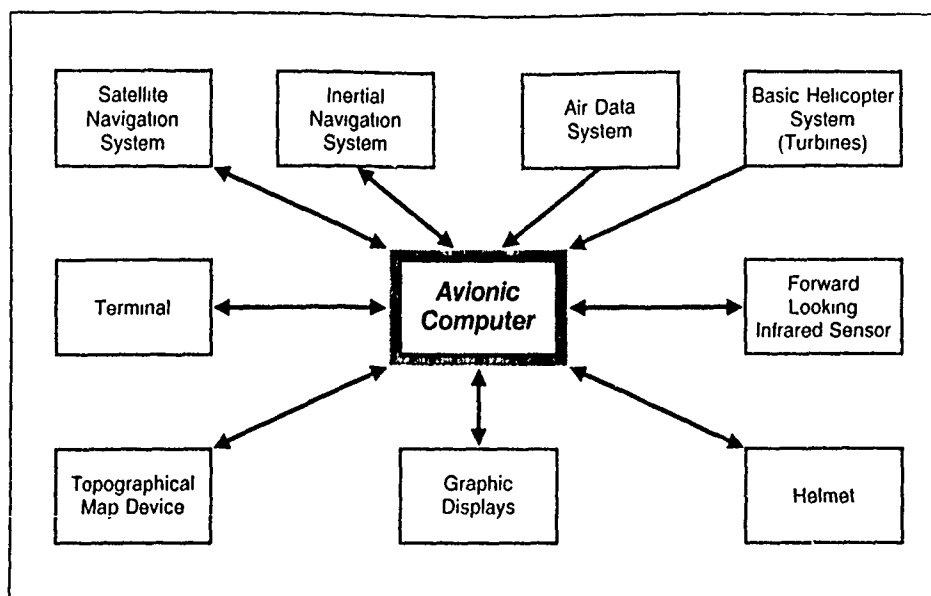 Satellite
Navigation
System
Inertial
Navigation
System
Air Data
System
Basic Helicopter
System
(Turbines)
Terminal
Avionic
Computer
Forward
Looking
Infrared Sensor
Topographical
Map Device
Graphic
Displays
Helmet